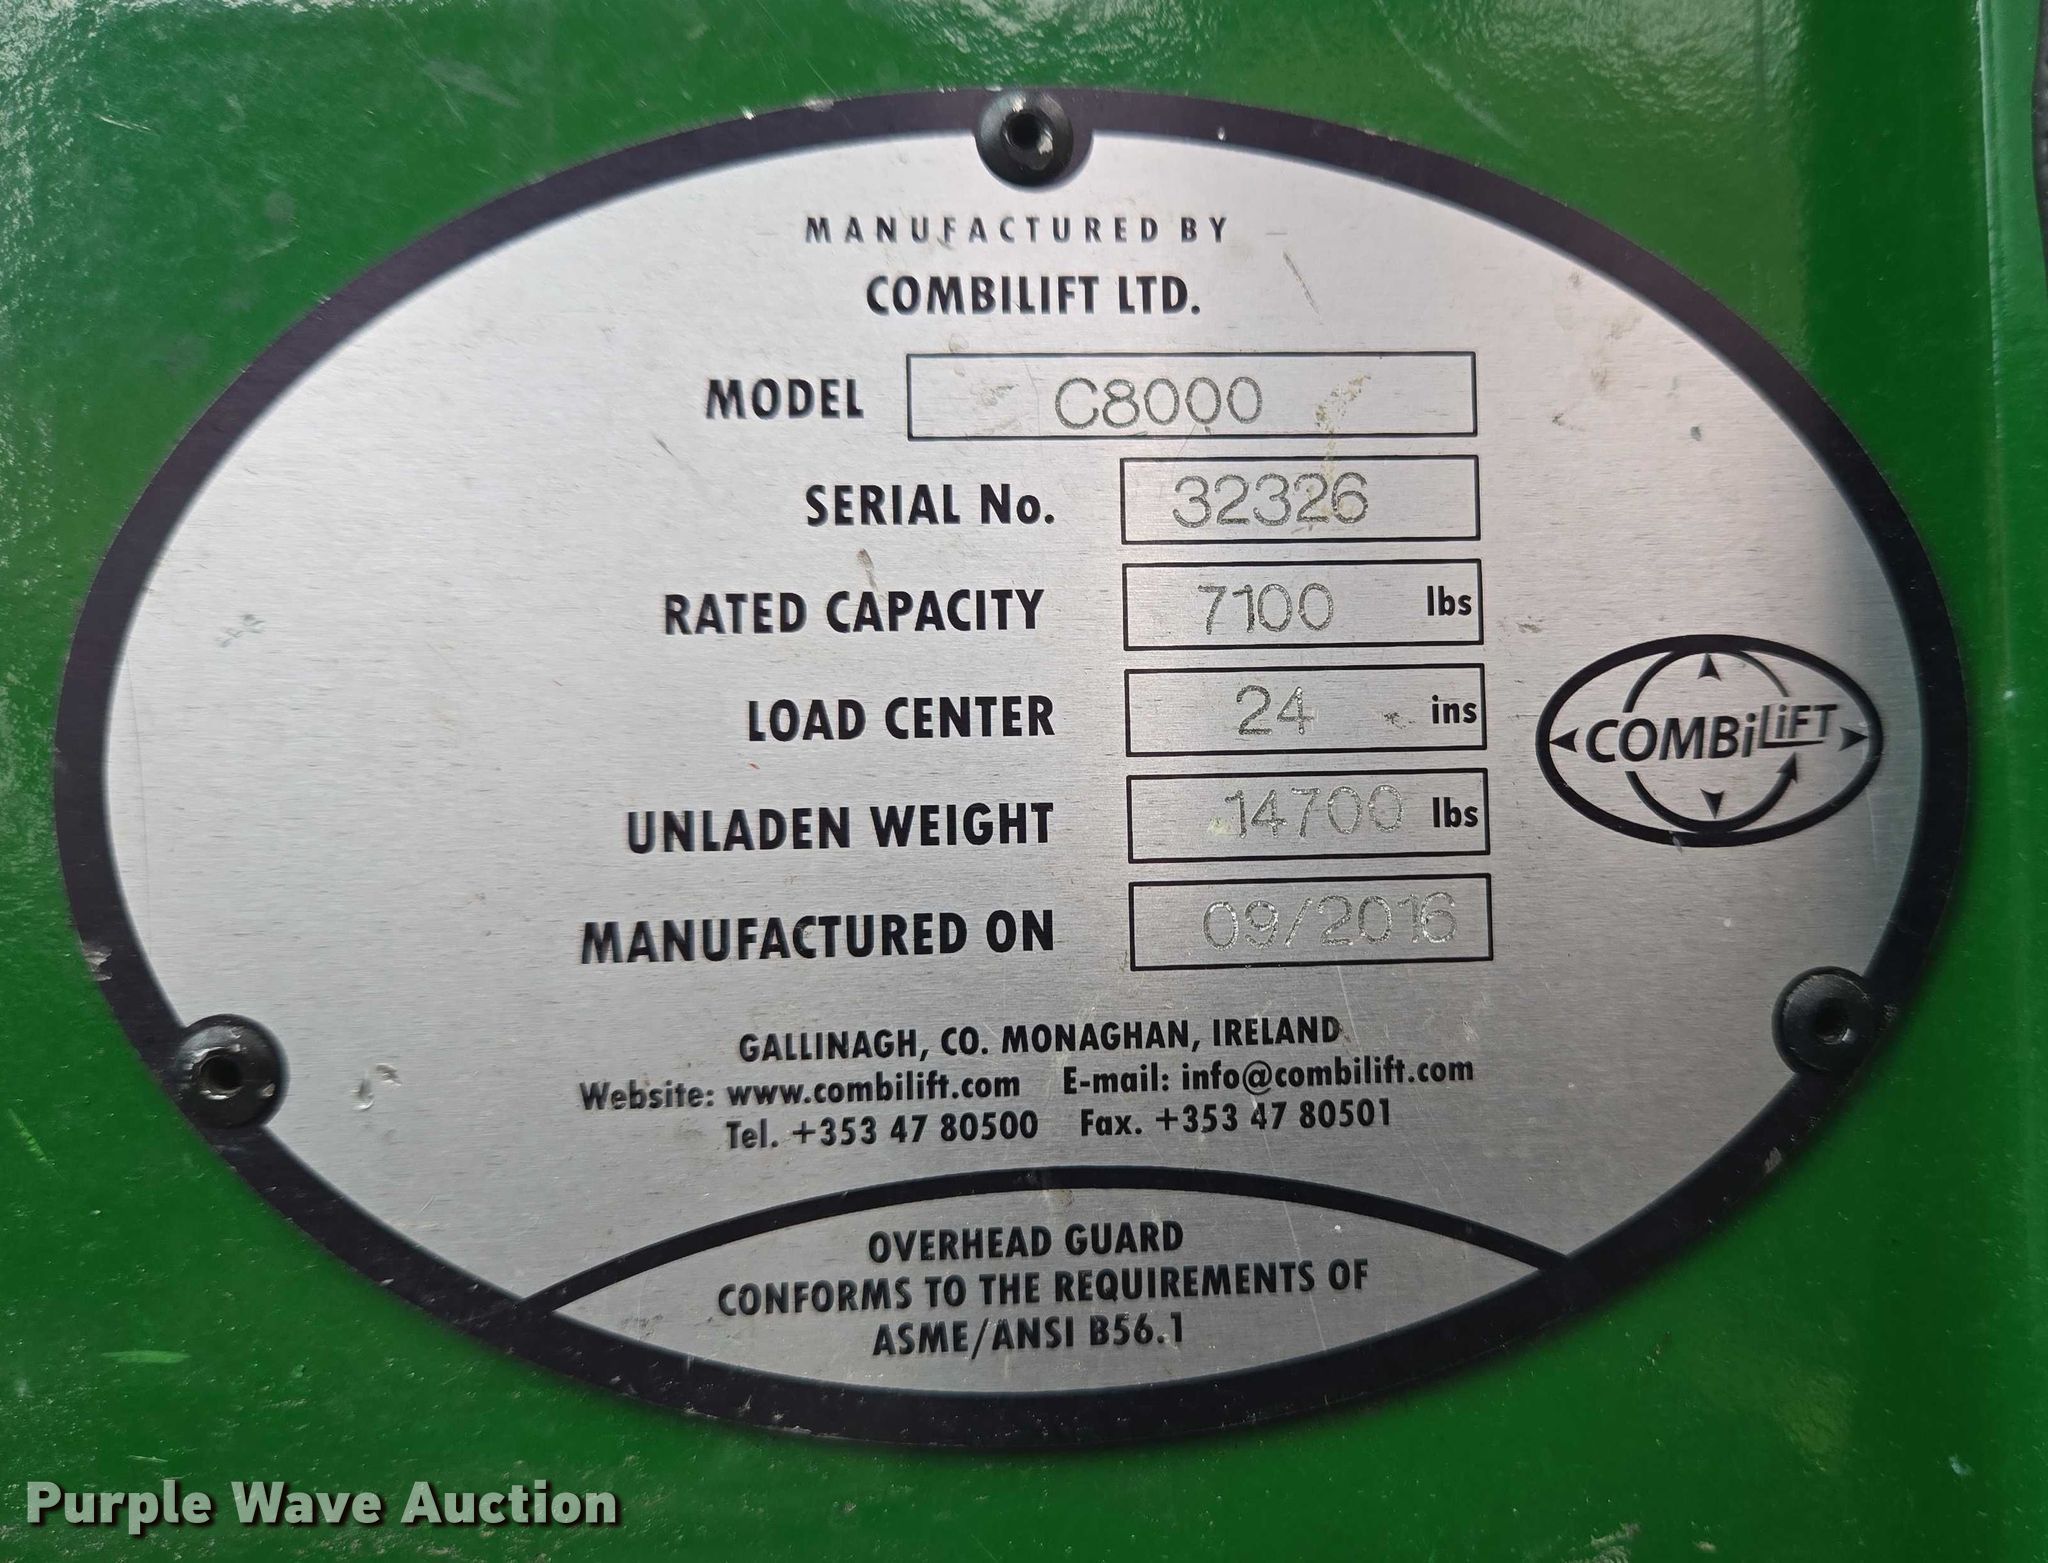 MANUFACTURED BY
COMBILIFT LTD.
MODEL C8000
SERIAL No. 32326
RATED CAPACITY 7100 lbs
LOAD CENTER 24 ins
UNLADEN WEIGHT 14700 lbs
MANUFACTURED ON 09/2016
COMBiLiFT
GALLINAGH, CO. MONAGHAN, IRELAND
Website: www.combilift.com E-mail: info@combilift.com
Tel. +353 47 80500 Fax. +353 47 80501
OVERHEAD GUARD
CONFORMS TO THE REQUIREMENTS OF
ASME/ANSI B56.1
Purple Wave Auction